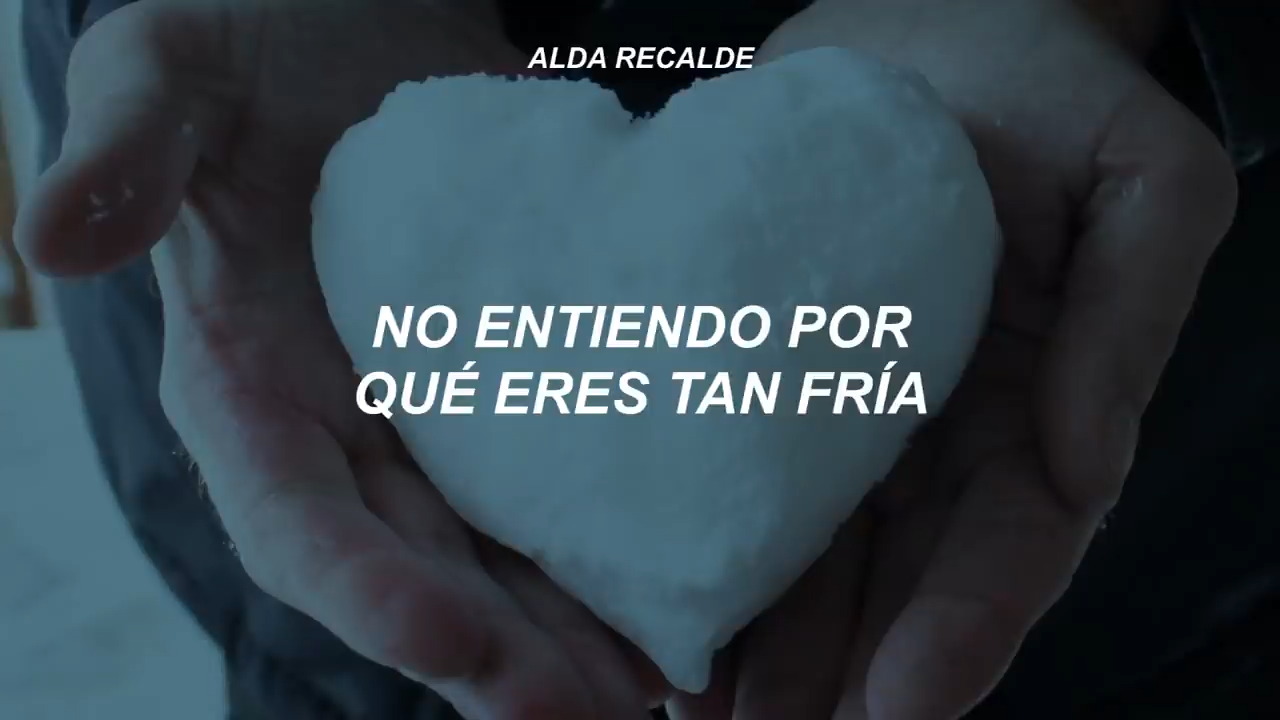 ALDA RECALDE
NO ENTIENDO POR
QUÉ ERES TAN FRÍA